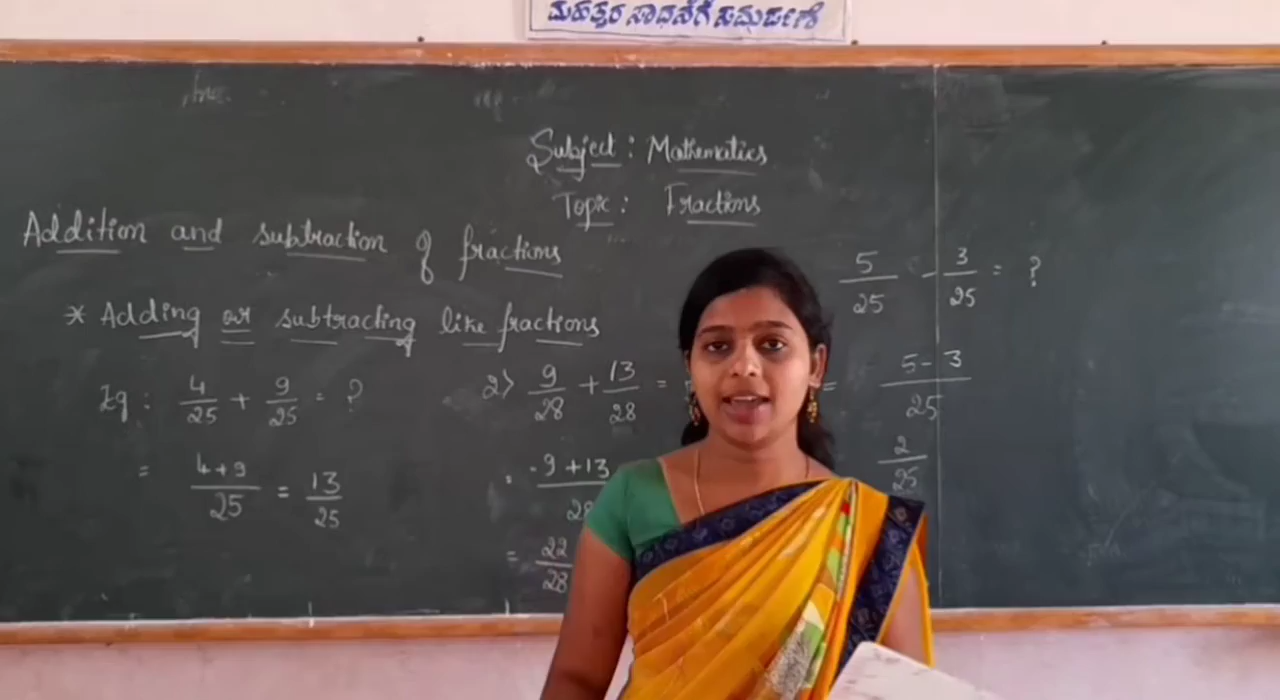 ಮಹತ್ತರ ಸಾಧನೆಗೆ ಸಮರ್ಪಣೆ
Subject : Mathematics
Topic : Fractions
Addition and subtraction of fractions
* Adding or subtracting like fractions
Eg : 4/25 + 9/25 = ?
= 4+9/25 = 13/25
2> 9/28 + 13/28 =
= 9+13/28
= 22/28
5/25 - 3/25 = ?
= 5-3/25
2/25